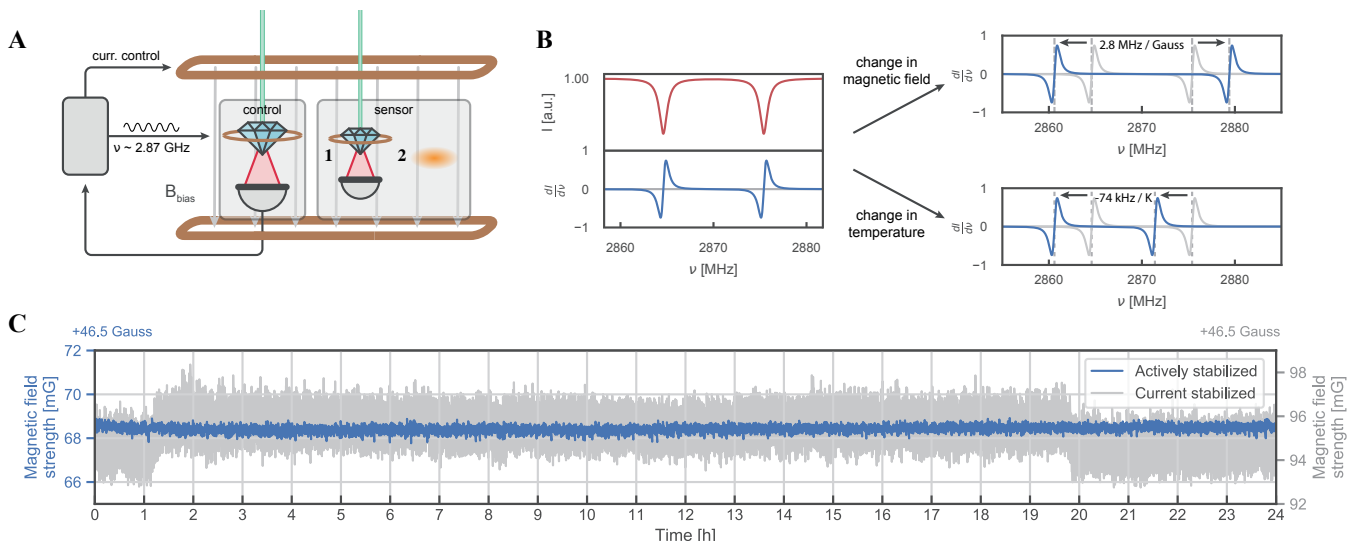 A
curr. control
control
sensor
1
2
ν ~ 2.87 GHz
B_bias
B
1.00
I [a.u.]
1
0
−1
dI/dν
2860
2870
2880
ν [MHz]
change in
magnetic field
change in
temperature
1
0
−1
dI/dν
2.8 MHz / Gauss
2860
2870
2880
ν [MHz]
1
0
−1
dI/dν
-74 kHz / K
2860
2870
2880
ν [MHz]
C
+46.5 Gauss
+46.5 Gauss
72
70
68
66
Magnetic field
strength [mG]
Actively stabilized
Current stabilized
98
96
94
92
Magnetic field
strength [mG]
0 1 2 3 4 5 6 7 8 9 10 11 12 13 14 15 16 17 18 19 20 21 22 23 24
Time [h]